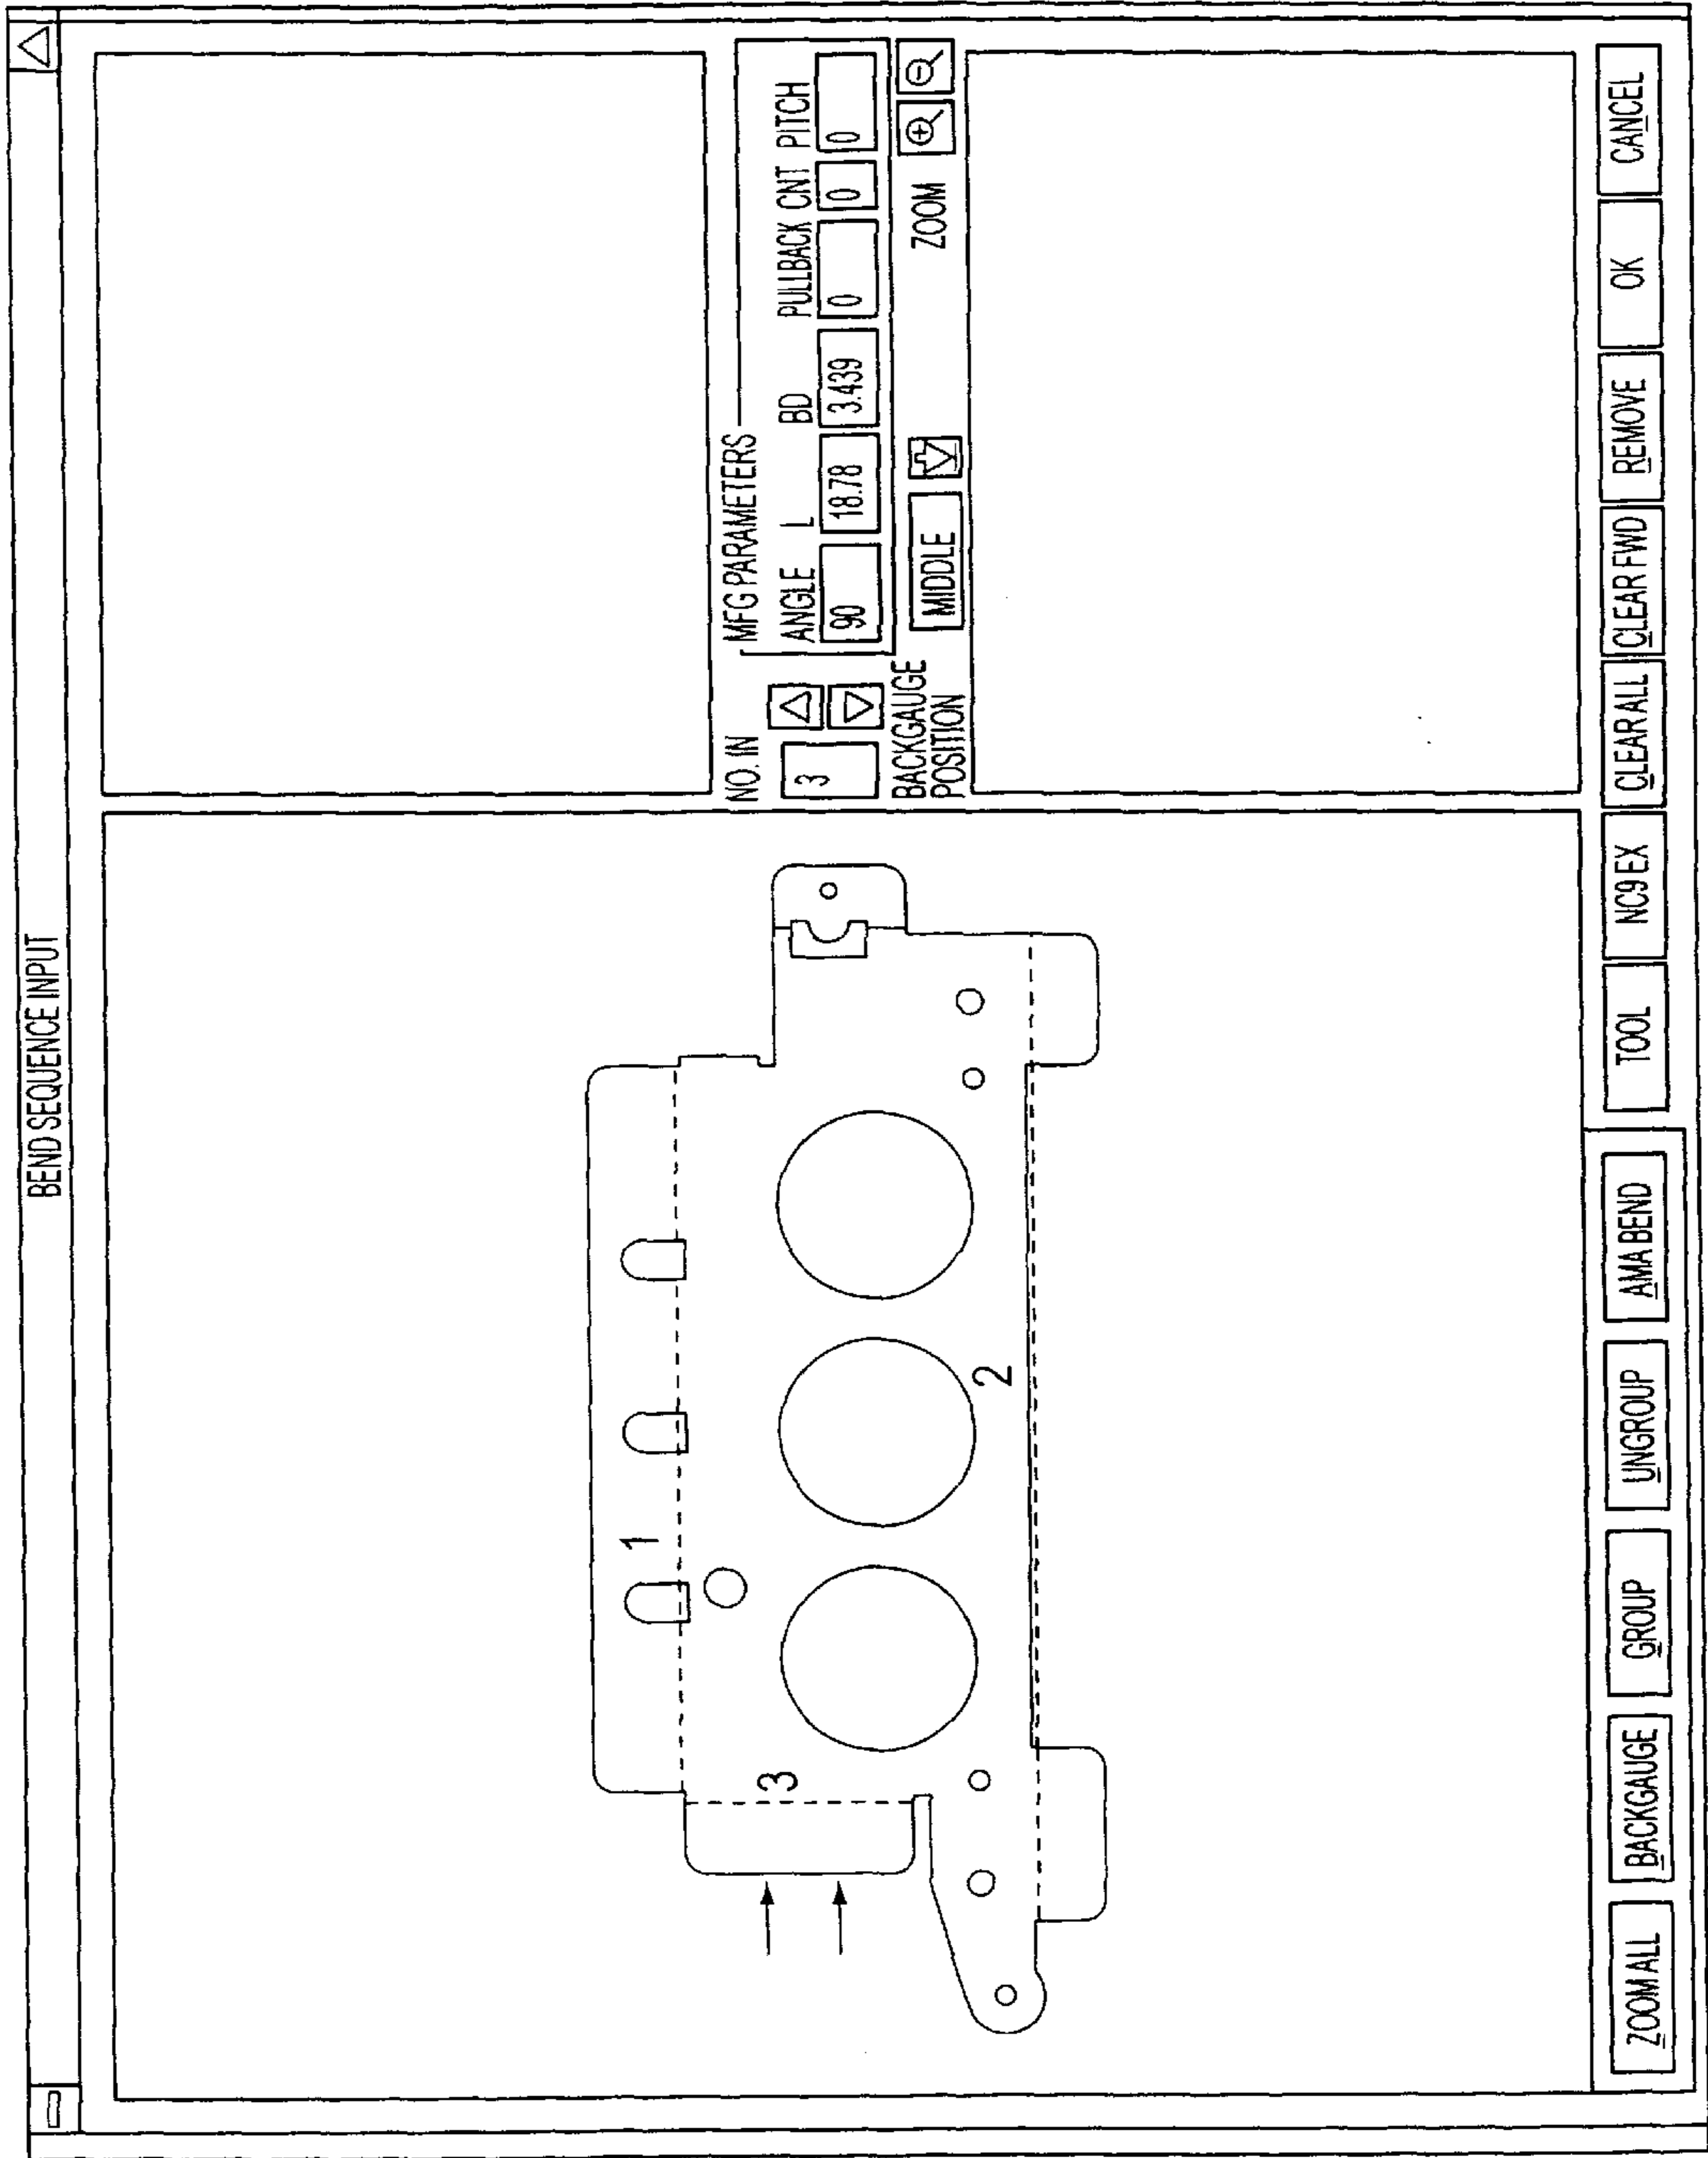 BEND SEQUENCE INPUT
1
2
3
NO. IN
3
MFG PARAMETERS
ANGLE L BD PULLBACK CNT PITCH
90 18.78 3.439 0 0 0
BACKGAUGE
POSITION
MIDDLE
ZOOM
ZOOM ALL BACKGAUGE GROUP UNGROUP AMA BEND TOOL NC9 EX CLEAR ALL CLEAR FWD REMOVE OK CANCEL